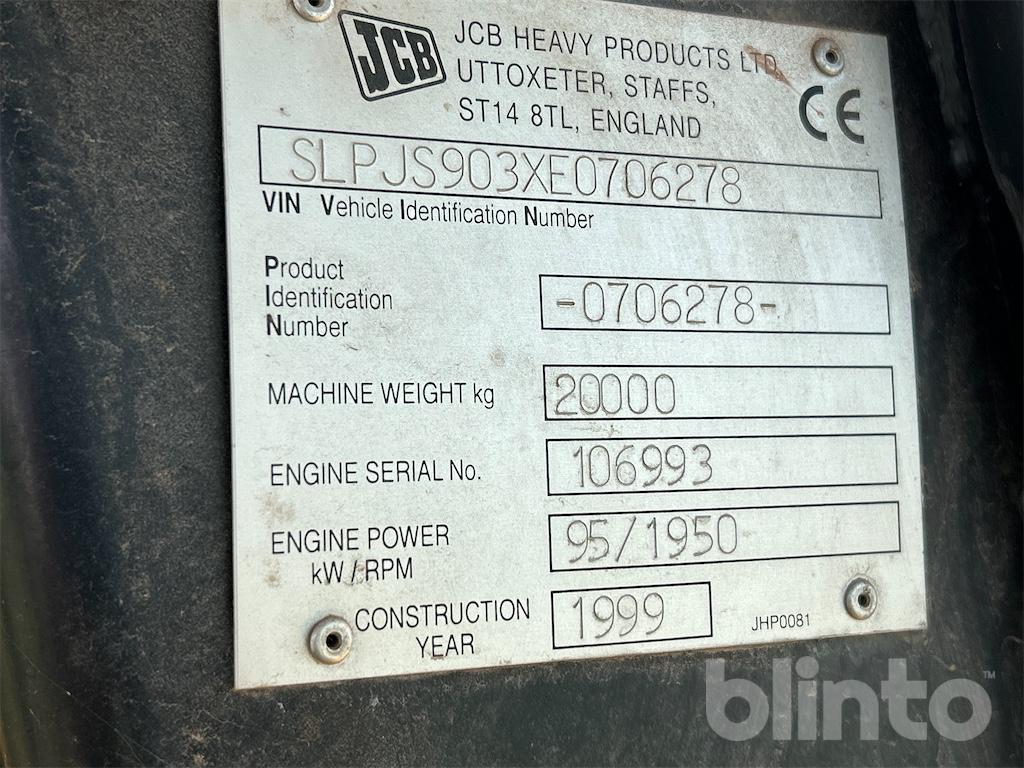 JCB
JCB HEAVY PRODUCTS LTD
UTTOXETER, STAFFS,
ST14 8TL, ENGLAND
CE
SLPJS903XE0706278
VIN Vehicle Identification Number
Product
Identification
Number
-0706278-
MACHINE WEIGHT kg
20000
ENGINE SERIAL No.
106993
ENGINE POWER
kW / RPM
95/1950
CONSTRUCTION
YEAR
1999
JHP0081
blinto™